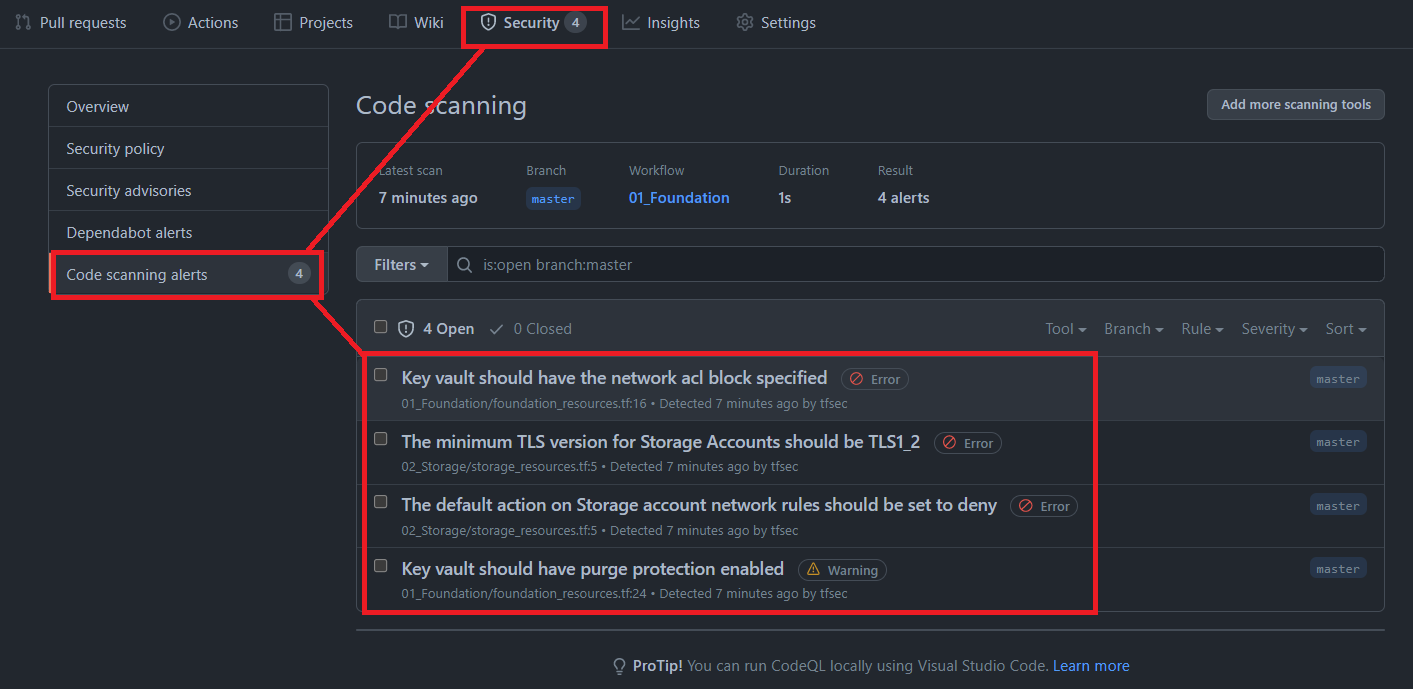 Pull requests Actions Projects Wiki Security 4 Insights Settings
Overview
Security policy
Security advisories
Dependabot alerts
Code scanning alerts 4
Code scanning Add more scanning tools
Latest scan Branch Workflow Duration Result
7 minutes ago master 01_Foundation 1s 4 alerts
Filters is:open branch:master
4 Open 0 Closed Tool Branch Rule Severity Sort
Key vault should have the network acl block specified Error master
01_Foundation/foundation_resources.tf:16 • Detected 7 minutes ago by tfsec
The minimum TLS version for Storage Accounts should be TLS1_2 Error master
02_Storage/storage_resources.tf:5 • Detected 7 minutes ago by tfsec
The default action on Storage account network rules should be set to deny Error master
02_Storage/storage_resources.tf:5 • Detected 7 minutes ago by tfsec
Key vault should have purge protection enabled Warning master
01_Foundation/foundation_resources.tf:24 • Detected 7 minutes ago by tfsec
ProTip! You can run CodeQL locally using Visual Studio Code. Learn more